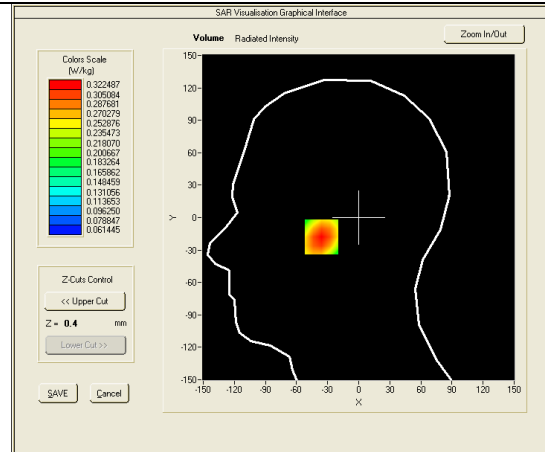 SAR Visualisation Graphical Interface
Volume Radiated Intensity
Zoom In/Out
Colors Scale
(W/kg)
0.322487
0.305084
0.287681
0.270279
0.252876
0.235473
0.218070
0.200667
0.183264
0.165862
0.148459
0.131056
0.113653
0.096250
0.078847
0.061445
Z-Cuts Control
<< Upper Cut
Z = 0.4 mm
Lower Cut >>
SAVE Cancel
150
120
90
60
30
0
-30
-60
-90
-120
-150
Y
-150 -120 -90 -60 -30 0 30 60 90 120 150
X